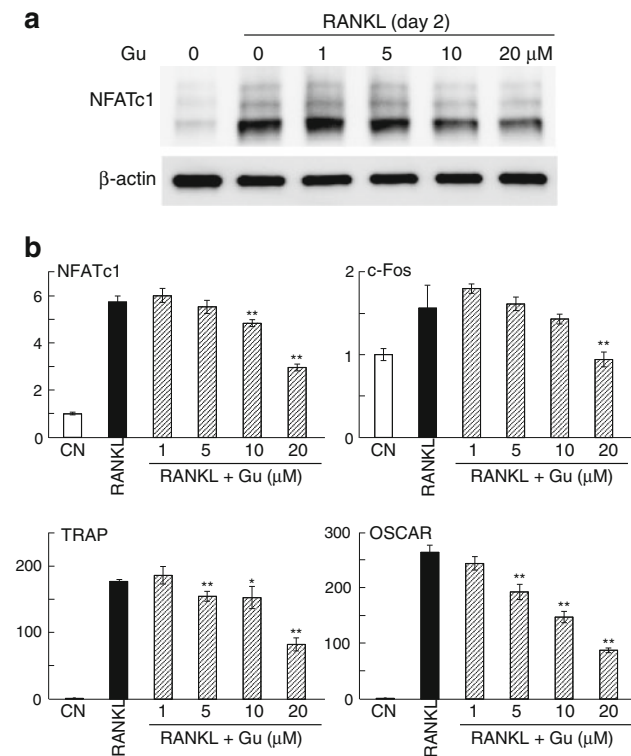 a
RANKL (day 2)
Gu 0 0 1 5 10 20 μM
NFATc1
β-actin
b
NFATc1
6
4
2
0
CN
RANKL
1 5 10 20
** **
RANKL + Gu (μM)
c-Fos
2
1
0
CN
RANKL
1 5 10 20
**
RANKL + Gu (μM)
TRAP
200
100
0
CN
RANKL
1 5 10 20
** * **
RANKL + Gu (μM)
OSCAR
300
200
100
0
CN
RANKL
1 5 10 20
** ** **
RANKL + Gu (μM)